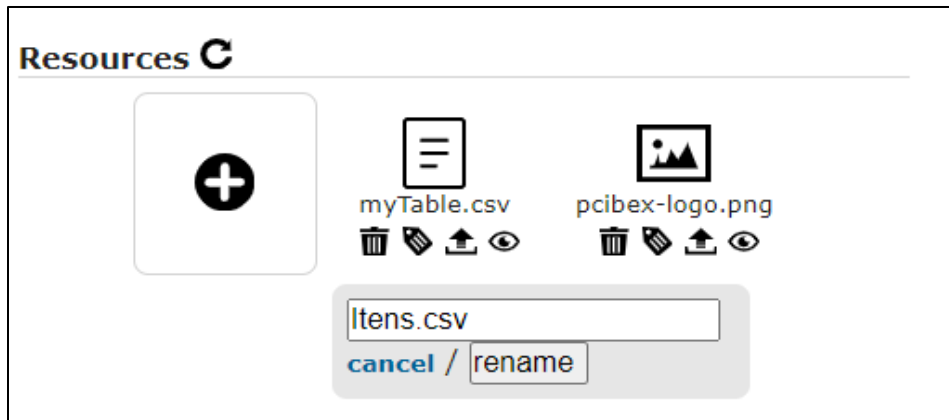 Resources
myTable.csv
pcibex-logo.png
Itens.csv
cancel / rename